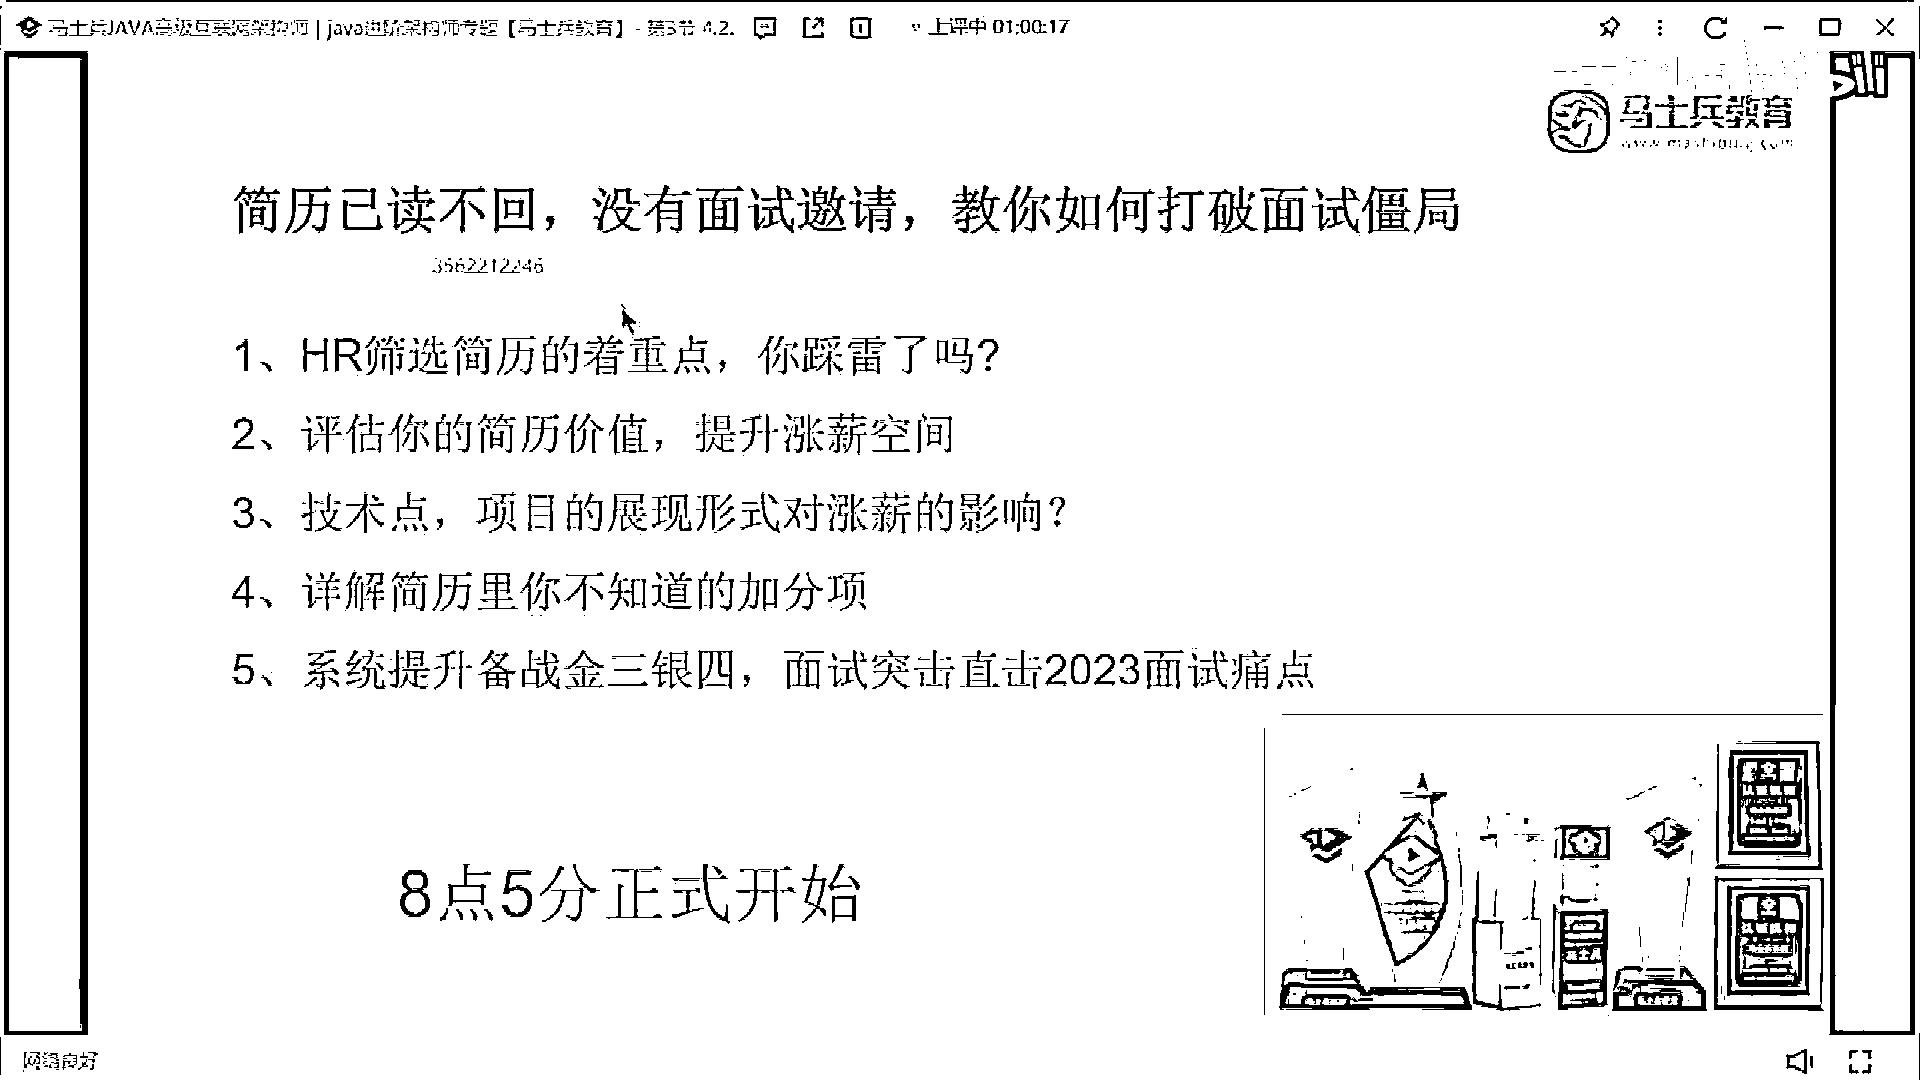 马士兵JAVA高级互联网架构师 | java进阶架构师专题【马士兵教育】 - 第3节 4.2.
上课中 01:00:17
马士兵教育
www.mashibing.com
简历已读不回，没有面试邀请，教你如何打破面试僵局
3562212246
1、HR筛选简历的着重点，你踩雷了吗?
2、评估你的简历价值，提升涨薪空间
3、技术点，项目的展现形式对涨薪的影响？
4、详解简历里你不知道的加分项
5、系统提升备战金三银四，面试突击直击2023面试痛点
8点5分正式开始
网络良好